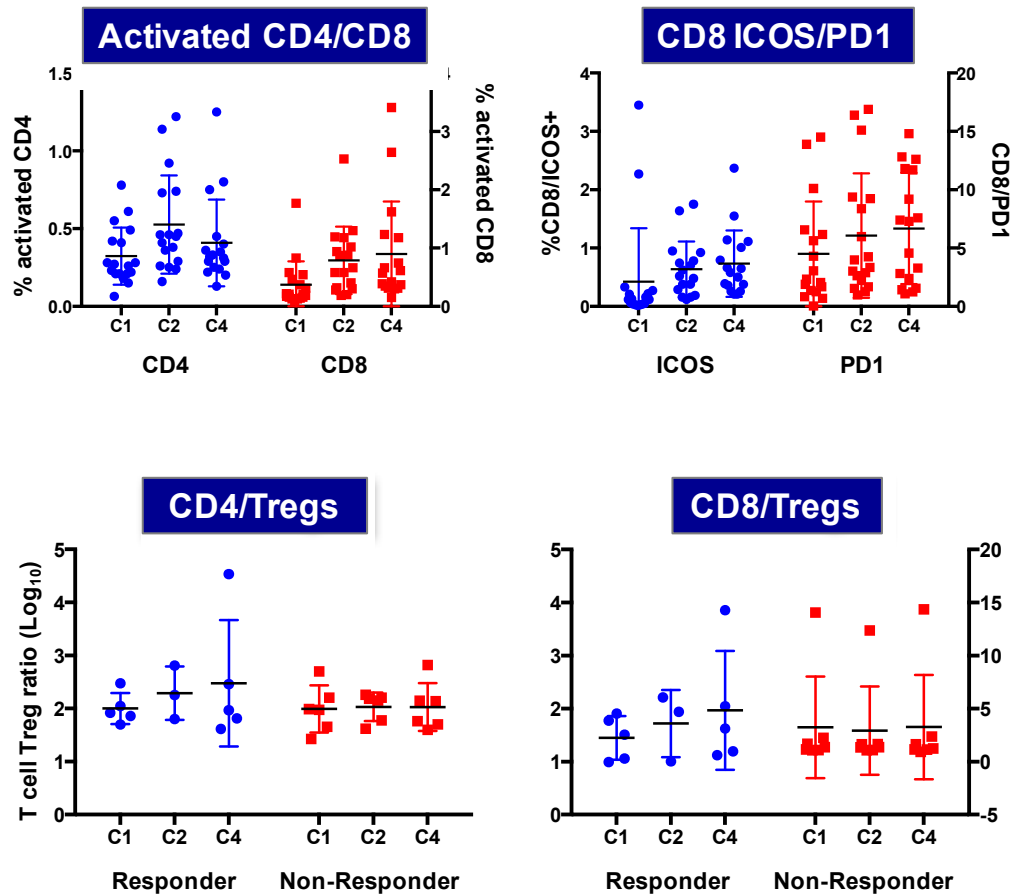 Activated CD4/CD8
CD8 ICOS/PD1
1.5
1.0
0.5
0.0
% activated CD4
3
2
1
0
% activated CD8
C1 C2 C4 C1 C2 C4
CD4 CD8
4
3
2
1
0
%CD8/ICOS+
20
15
10
5
0
CD8/PD1
C1 C2 C4 C1 C2 C4
ICOS PD1
CD4/Tregs
CD8/Tregs
5
4
3
2
1
0
T cell Treg ratio (Log10)
C1 C2 C4 C1 C2 C4
Responder Non-Responder
5
4
3
2
1
0
20
15
10
5
0
-5
C1 C2 C4 C1 C2 C4
Responder Non-Responder